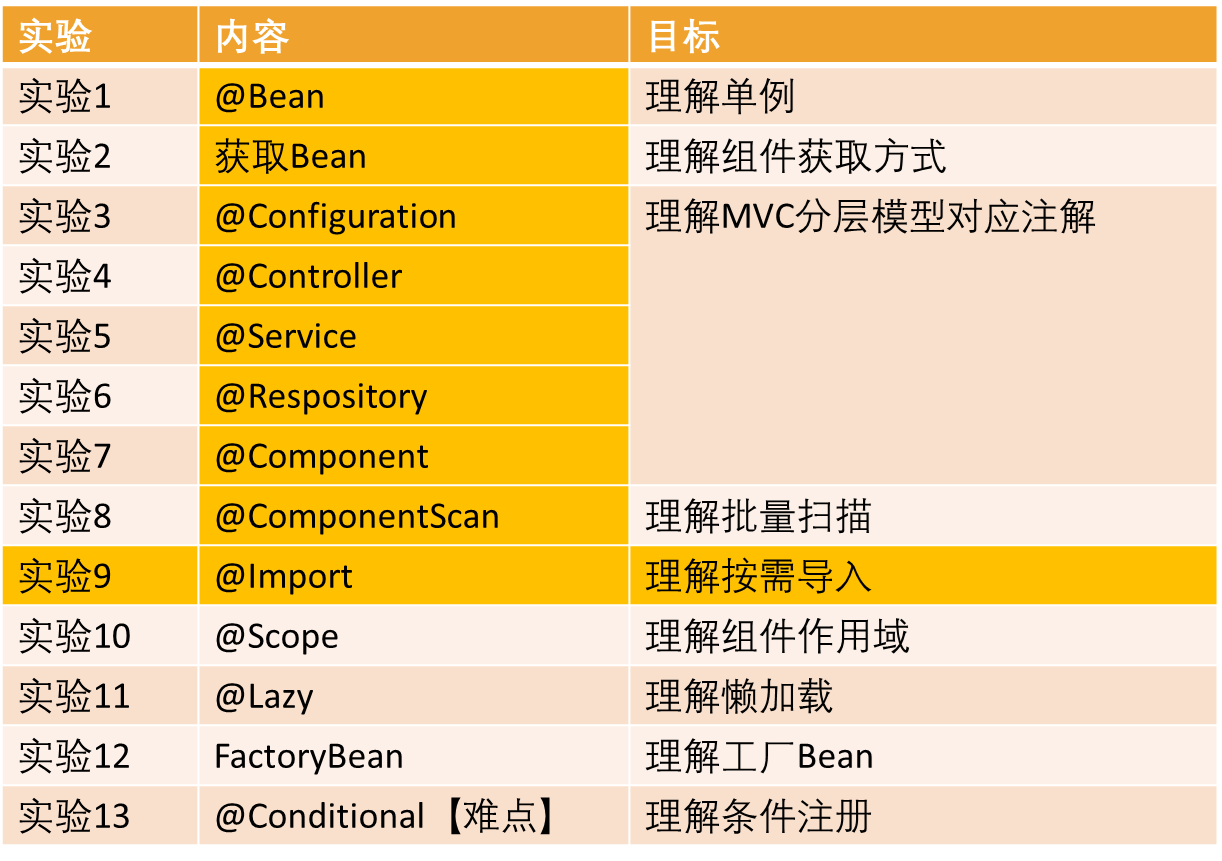 实验 内容 目标
实验1 @Bean 理解单例
实验2 获取Bean 理解组件获取方式
实验3 @Configuration 理解MVC分层模型对应注解
实验4 @Controller
实验5 @Service
实验6 @Respository
实验7 @Component
实验8 @ComponentScan 理解批量扫描
实验9 @Import 理解按需导入
实验10 @Scope 理解组件作用域
实验11 @Lazy 理解懒加载
实验12 FactoryBean 理解工厂Bean
实验13 @Conditional【难点】 理解条件注册